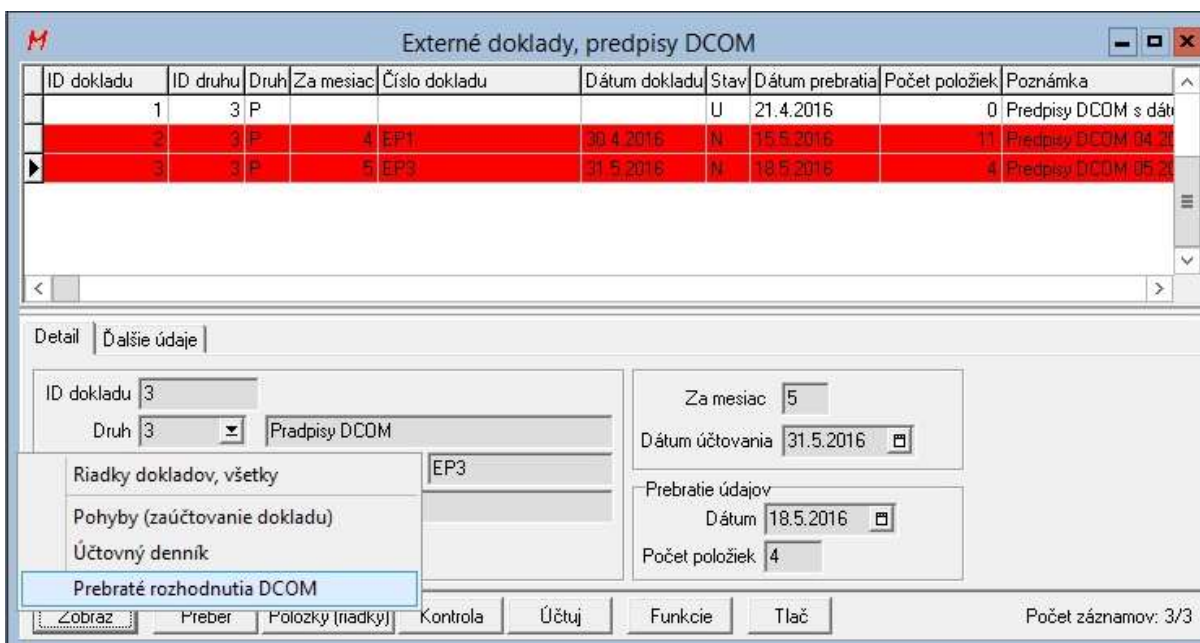 M Externé doklady, predpisy DCOM
ID dokladu ID druhu Druh Za mesiac Číslo dokladu Dátum dokladu Stav Dátum prebratia Počet položiek Poznámka
1 3 P U 21.4.2016 0 Predpisy DCOM s dát
2 3 P 4 EP1 30.4.2016 N 15.5.2016 11 Predpisy DCOM 04.20
3 3 P 5 EP3 31.5.2016 N 18.5.2016 4 Predpisy DCOM 05.20
Detail Ďalšie údaje
ID dokladu 3
Druh 3 Pradpisy DCOM
EP3
Za mesiac 5
Dátum účtovania 31.5.2016
Prebratie údajov
Dátum 18.5.2016
Počet položiek 4
Riadky dokladov, všetky
Pohyby (zaúčtovanie dokladu)
Účtovný denník
Prebraté rozhodnutia DCOM
Zobraz Preber Položky (riadky) Kontrola Účtuj Funkcie Tlač Počet záznamov: 3/3